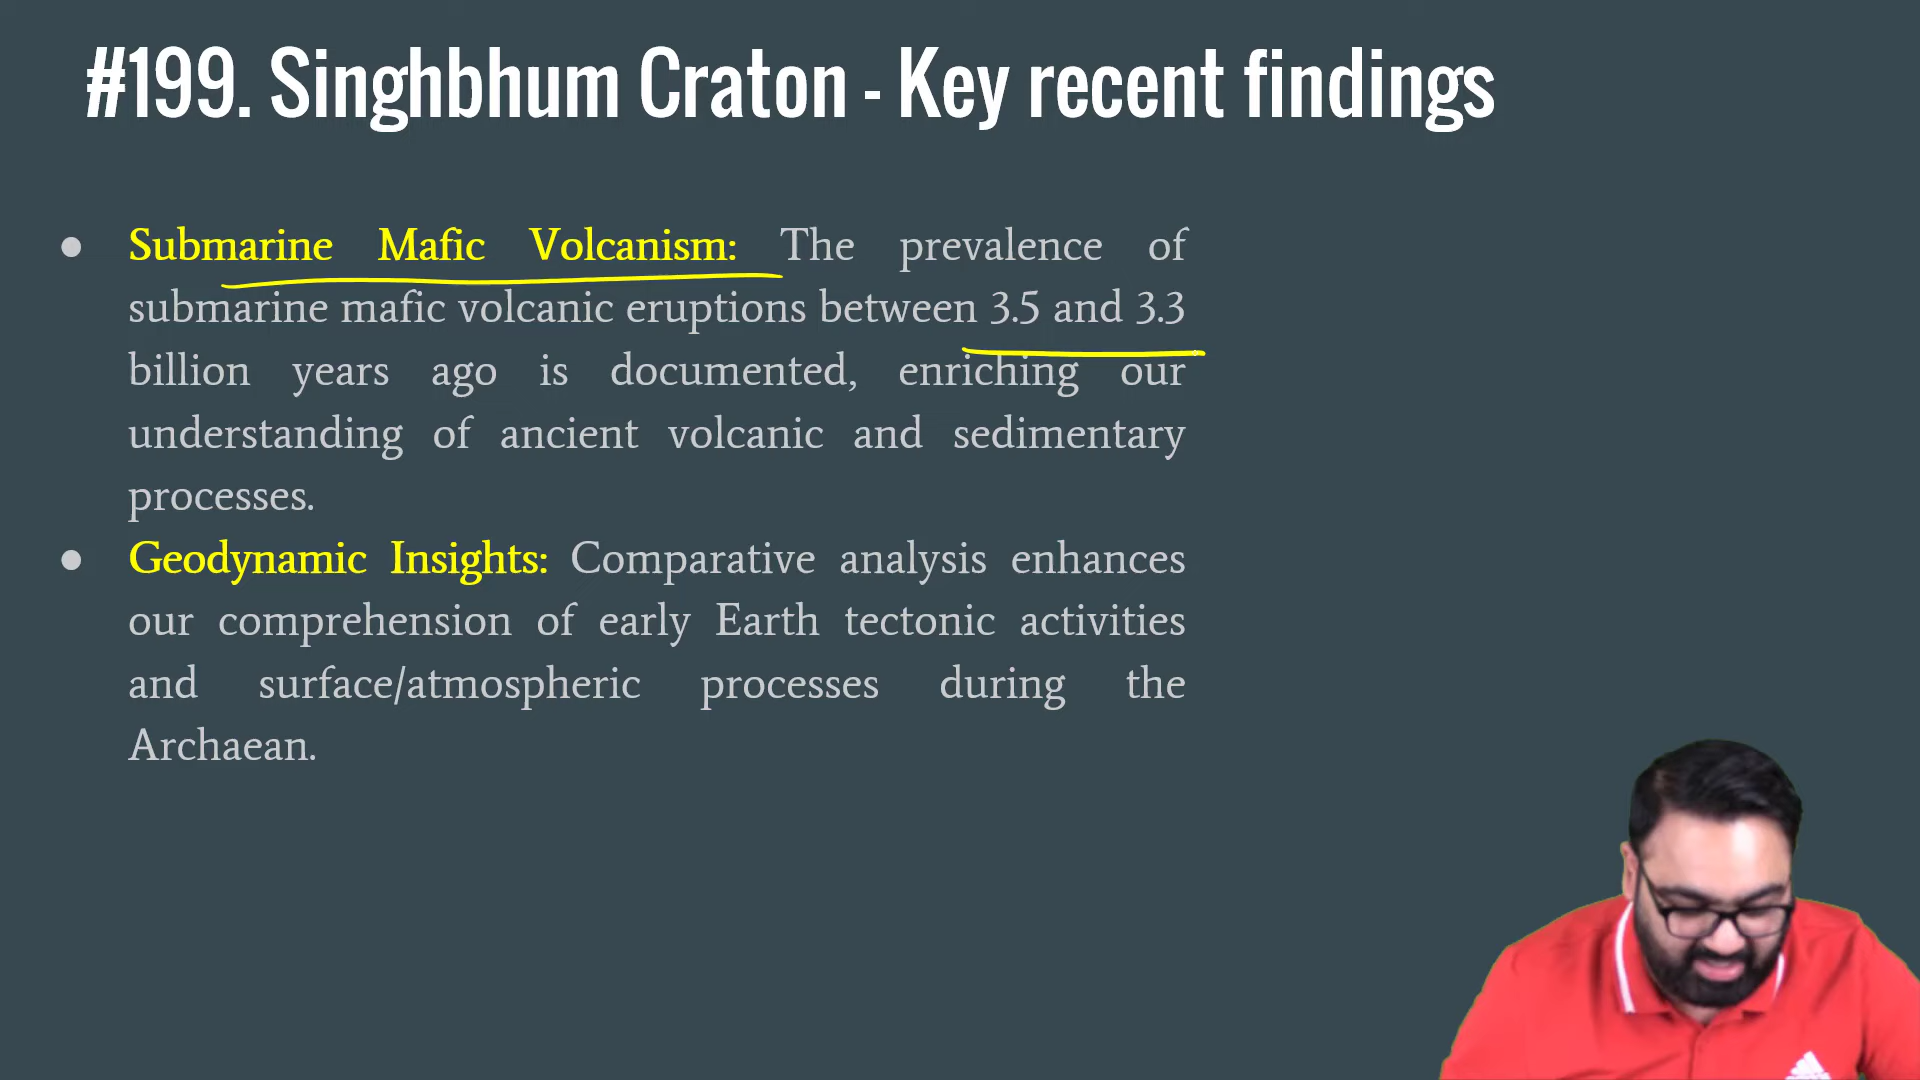 #199. Singhbhum Craton - Key recent findings
● Submarine Mafic Volcanism: The prevalence of
submarine mafic volcanic eruptions between 3.5 and 3.3
billion years ago is documented, enriching our
understanding of ancient volcanic and sedimentary
processes.
● Geodynamic Insights: Comparative analysis enhances
our comprehension of early Earth tectonic activities
and surface/atmospheric processes during the
Archaean.